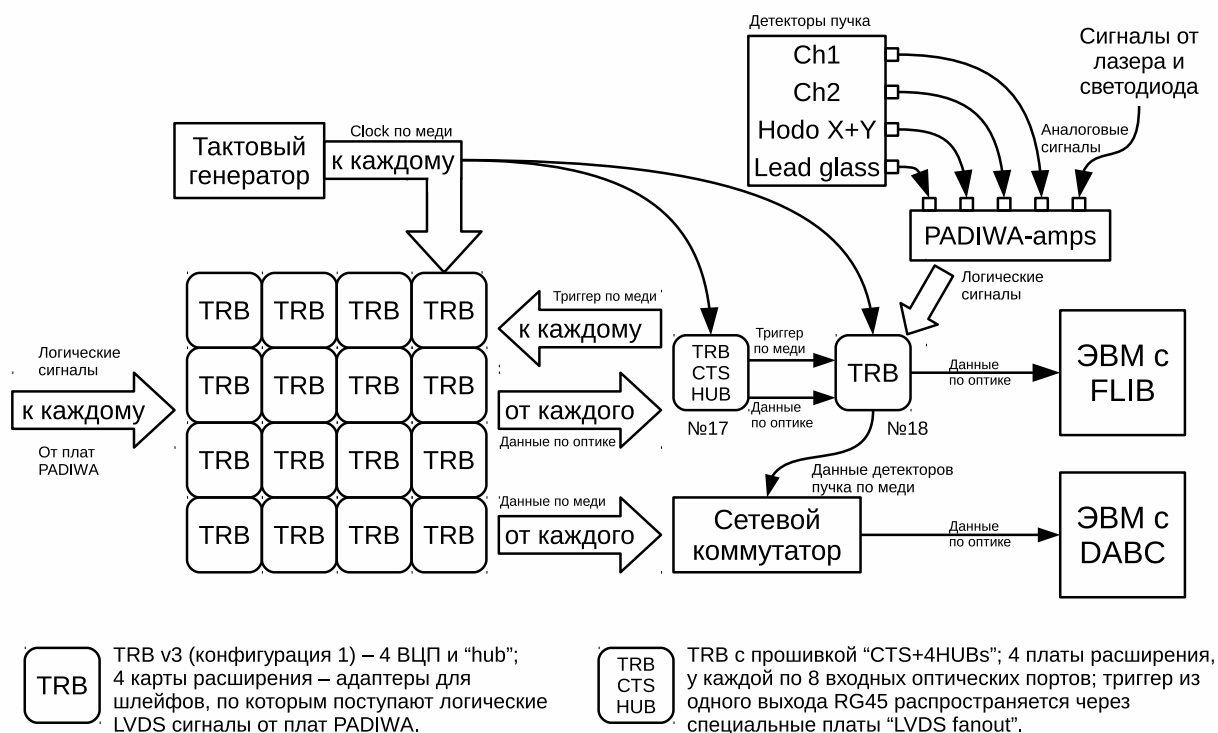 Детекторы пучка
Ch1
Ch2
Hodo X+Y
Lead glass
Сигналы от
лазера и
светодиода
Аналоговые
сигналы
PADIWA-amps
Тактовый
генератор
Clock по меди
к каждому
TRB TRB TRB TRB
TRB TRB TRB TRB
TRB TRB TRB TRB
TRB TRB TRB TRB
Логические
сигналы
к каждому
От плат
PADIWA
Триггер по меди
к каждому
от каждого
Данные по оптике
Данные по меди
от каждого
TRB
CTS
HUB
№17
Триггер
по меди
Данные
по оптике
TRB
№18
Логические
сигналы
Данные
по оптике
ЭВМ с
FLIB
Данные детекторов
пучка по меди
Сетевой
коммутатор
Данные
по оптике
ЭВМ с
DABC
TRB
TRB v3 (конфигурация 1) – 4 ВЦП и “hub”;
4 карты расширения – адаптеры для
шлейфов, по которым поступают логические
LVDS сигналы от плат PADIWA.
TRB
CTS
HUB
TRB с прошивкой “CTS+4HUBs”; 4 платы расширения,
у каждой по 8 входных оптических портов; триггер из
одного выхода RG45 распространяется через
специальные платы “LVDS fanout”.